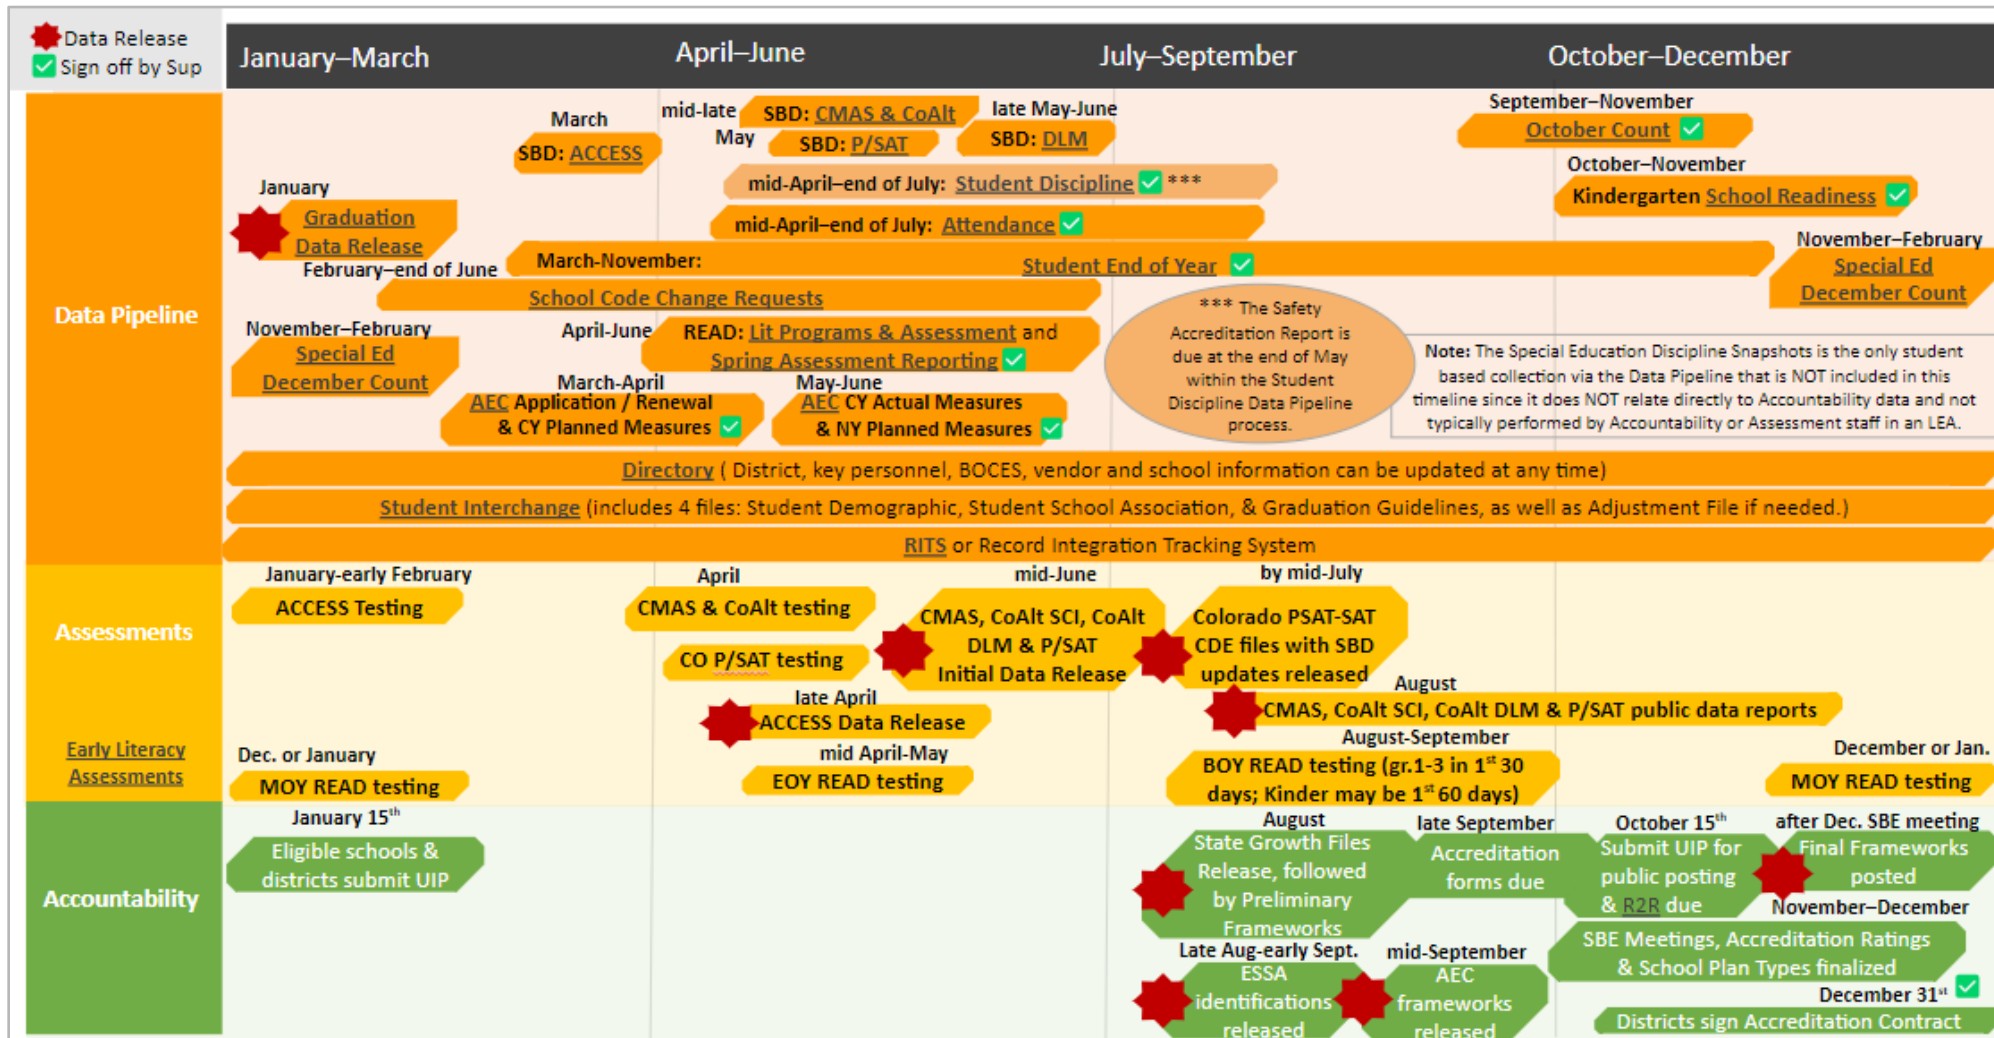 Data Release
Sign off by Sup
January–March
April–June
July–September
October–December
Data Pipeline
March
SBD: ACCESS
mid-late
May
SBD: CMAS & CoAlt
SBD: P/SAT
late May-June
SBD: DLM
September–November
October Count
October–November
Kindergarten School Readiness
mid-April–end of July: Student Discipline ***
mid-April–end of July: Attendance
January
Graduation
Data Release
March-November:
Student End of Year
November–February
Special Ed
December Count
February–end of June
School Code Change Requests
November–February
Special Ed
December Count
April-June
READ: Lit Programs & Assessment and
Spring Assessment Reporting
March-April
AEC Application / Renewal
& CY Planned Measures
May-June
AEC CY Actual Measures
& NY Planned Measures
*** The Safety
Accreditation Report is
due at the end of May
within the Student
Discipline Data Pipeline
process.
Note: The Special Education Discipline Snapshots is the only student
based collection via the Data Pipeline that is NOT included in this
timeline since it does NOT relate directly to Accountability data and not
typically performed by Accountability or Assessment staff in an LEA.
Directory ( District, key personnel, BOCES, vendor and school information can be updated at any time)
Student Interchange (includes 4 files: Student Demographic, Student School Association, & Graduation Guidelines, as well as Adjustment File if needed.)
RITS or Record Integration Tracking System
Assessments
January-early February
ACCESS Testing
April
CMAS & CoAlt testing
CO P/SAT testing
mid-June
CMAS, CoAlt SCI, CoAlt
DLM & P/SAT
Initial Data Release
by mid-July
Colorado PSAT-SAT
CDE files with SBD
updates released
late April
ACCESS Data Release
August
CMAS, CoAlt SCI, CoAlt DLM & P/SAT public data reports
Early Literacy
Assessments
Dec. or January
MOY READ testing
mid April-May
EOY READ testing
August-September
BOY READ testing (gr.1-3 in 1st 30
days; Kinder may be 1st 60 days)
December or Jan.
MOY READ testing
Accountability
January 15th
Eligible schools &
districts submit UIP
August
State Growth Files
Release, followed
by Preliminary
Frameworks
late September
Accreditation
forms due
October 15th
Submit UIP for
public posting
& R2R due
after Dec. SBE meeting
Final Frameworks
posted
November–December
SBE Meetings, Accreditation Ratings
& School Plan Types finalized
Late Aug-early Sept.
ESSA
identifications
released
mid-September
AEC
frameworks
released
December 31st
Districts sign Accreditation Contract